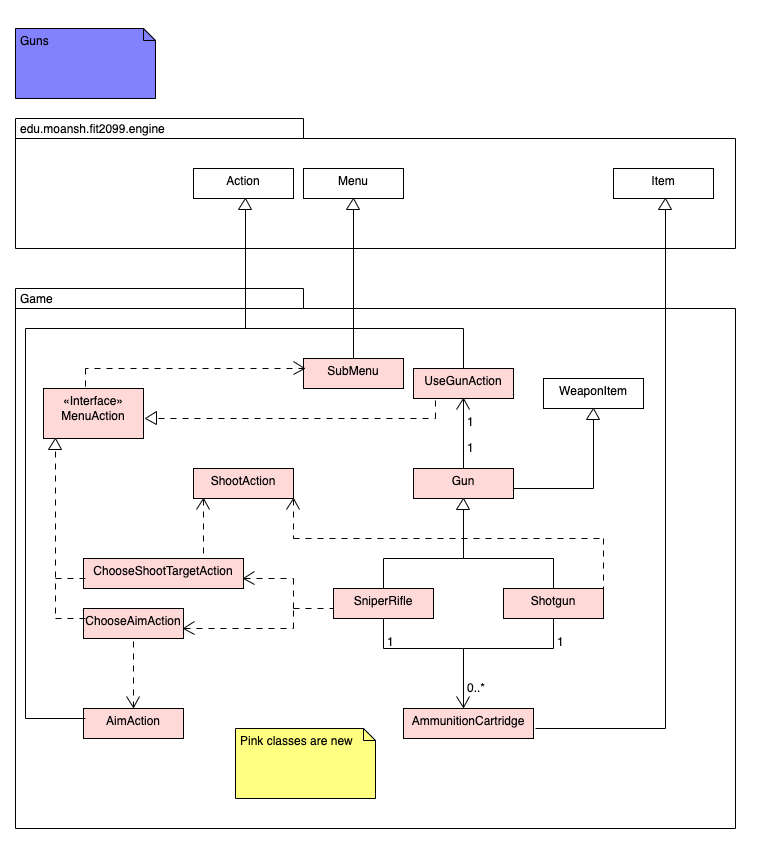 Guns
edu.moansh.fit2099.engine
Action
Menu
Item
Game
SubMenu
UseGunAction
WeaponItem
«Interface»
MenuAction
1
1
ShootAction
Gun
ChooseShootTargetAction
SniperRifle
Shotgun
ChooseAimAction
1
1
0..*
AimAction
AmmunitionCartridge
Pink classes are new